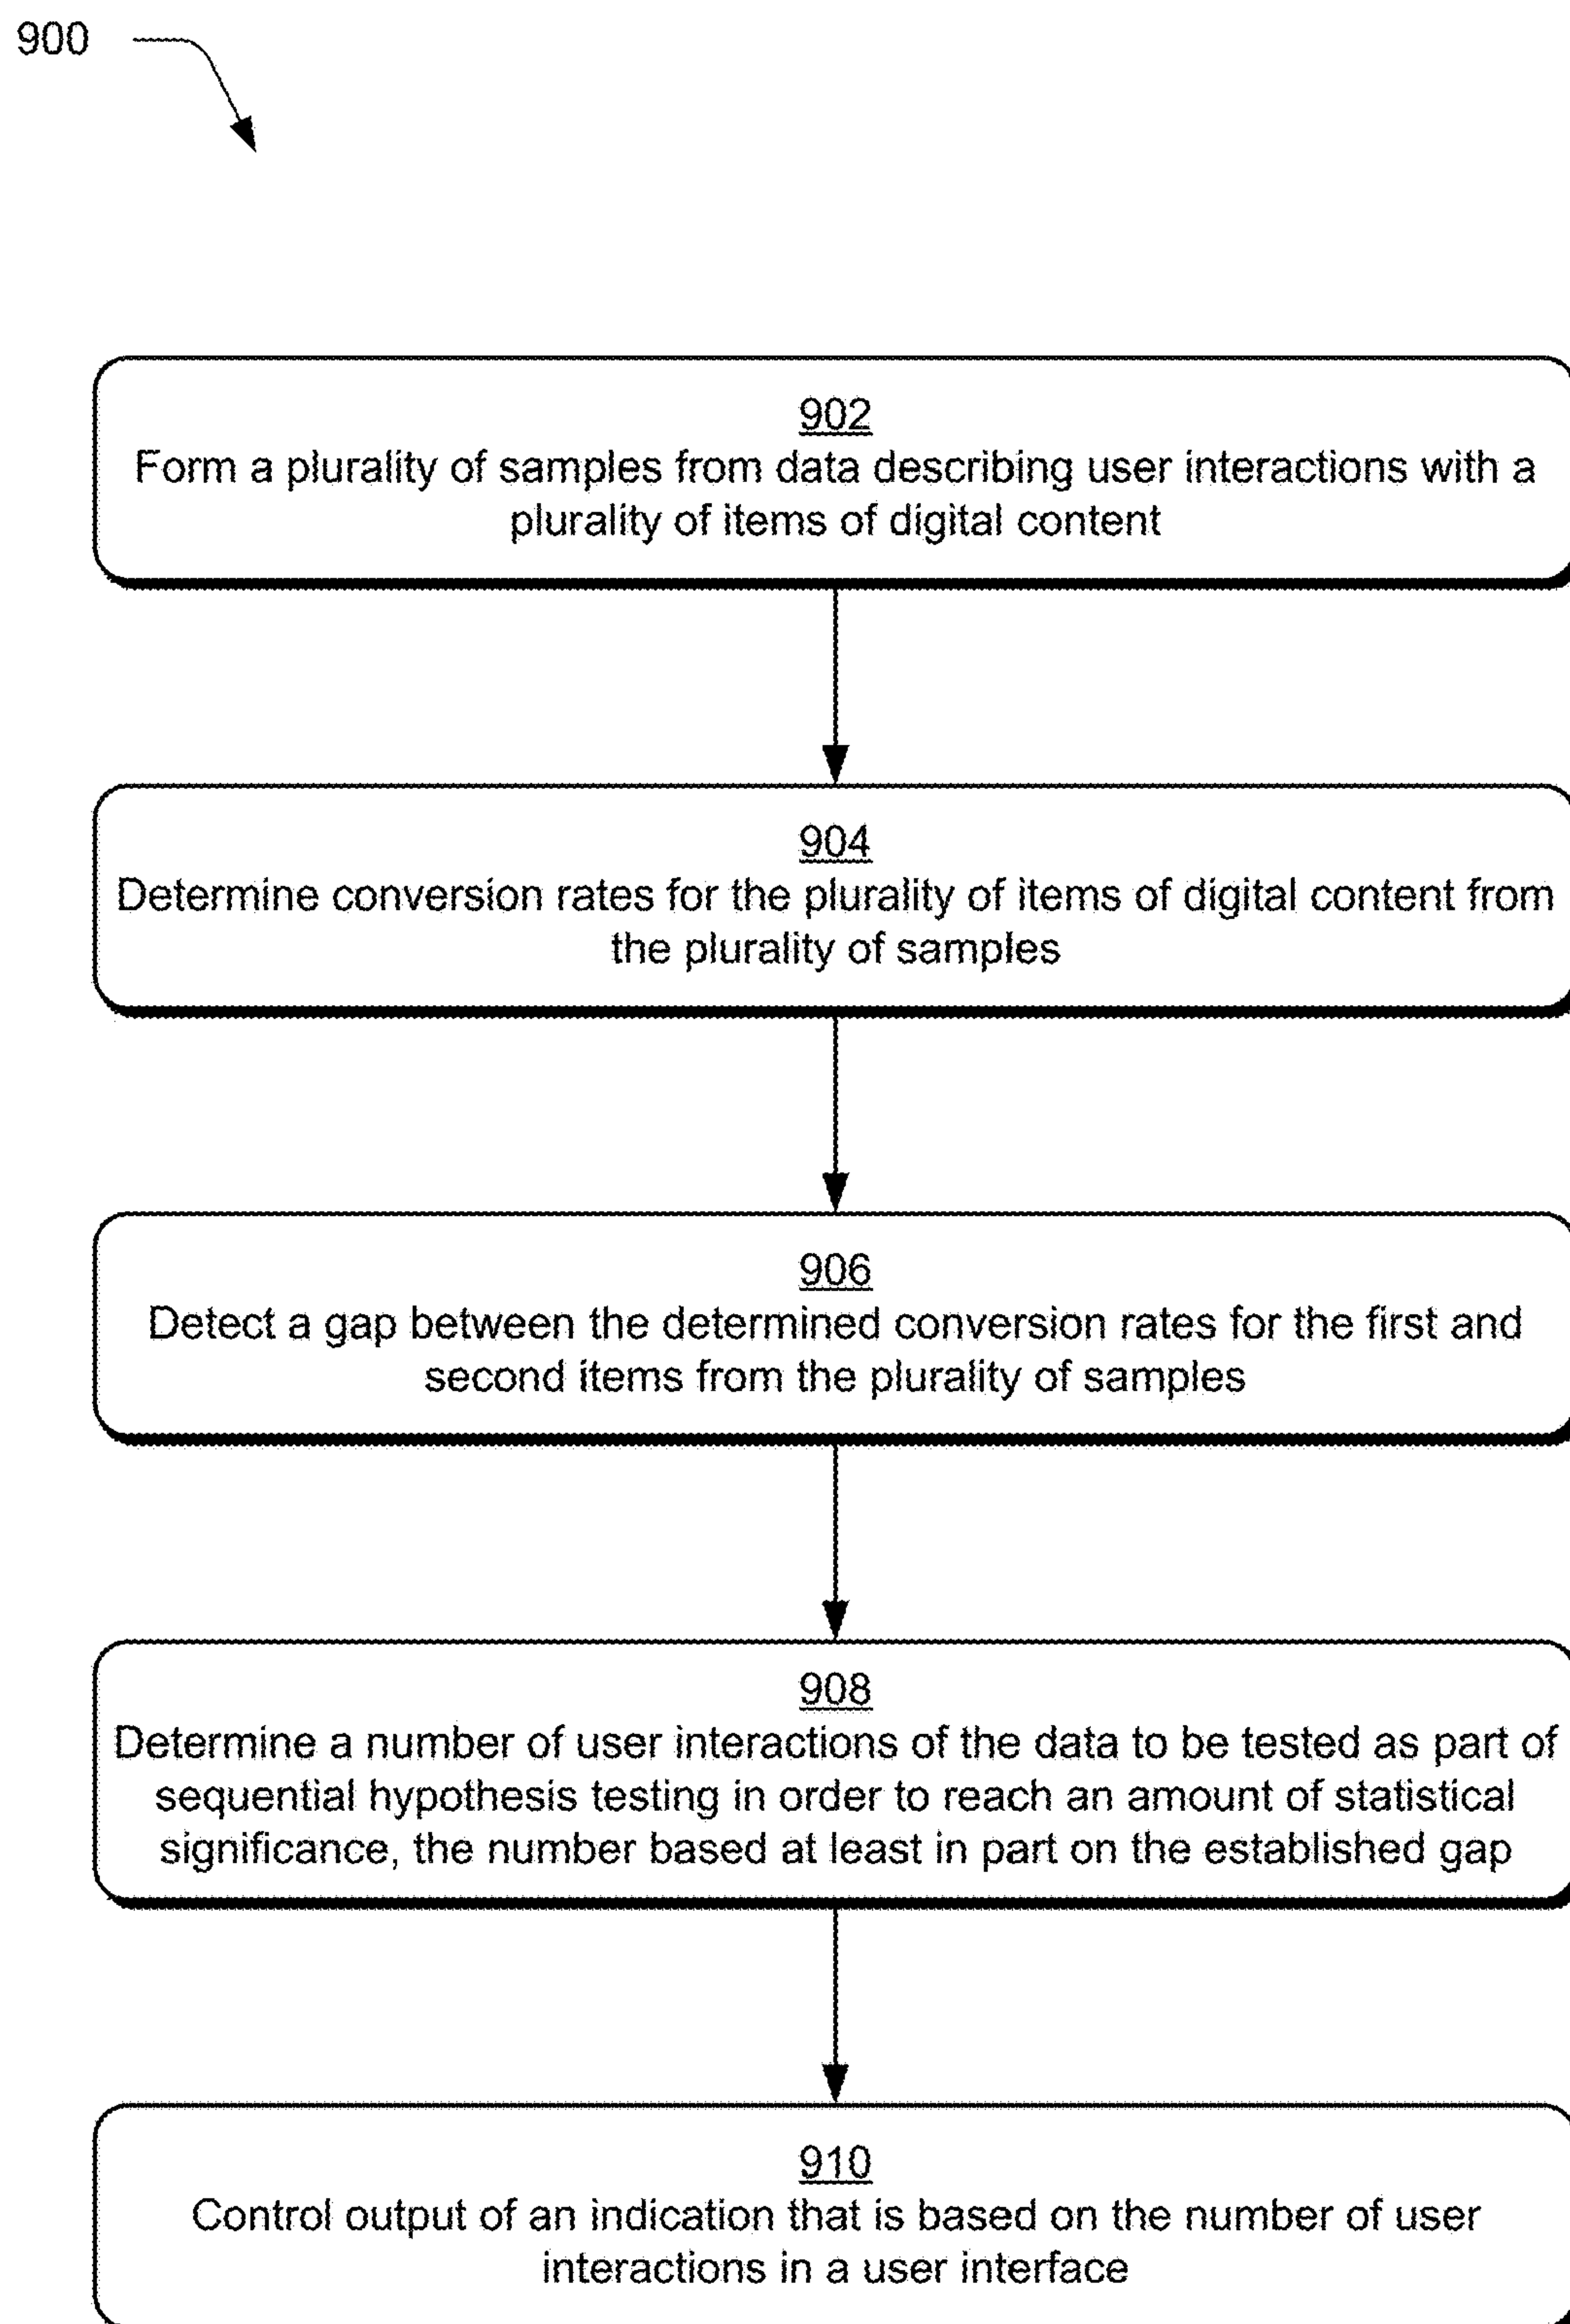 900
902
Form a plurality of samples from data describing user interactions with a
plurality of items of digital content
904
Determine conversion rates for the plurality of items of digital content from
the plurality of samples
906
Detect a gap between the determined conversion rates for the first and
second items from the plurality of samples
908
Determine a number of user interactions of the data to be tested as part of
sequential hypothesis testing in order to reach an amount of statistical
significance, the number based at least in part on the established gap
910
Control output of an indication that is based on the number of user
interactions in a user interface